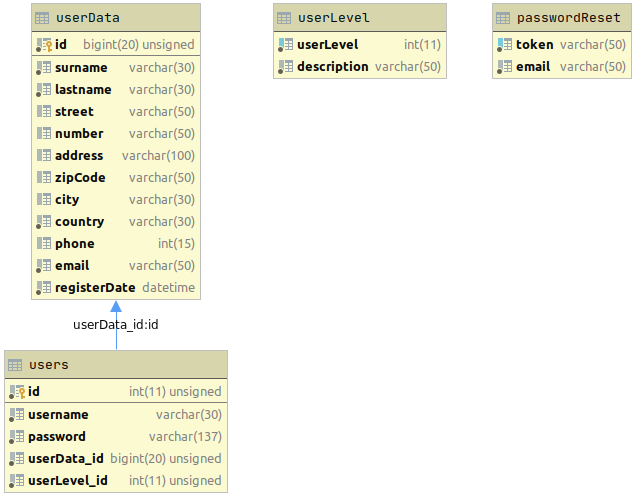 userData
id bigint(20) unsigned
surname varchar(30)
lastname varchar(30)
street varchar(50)
number varchar(50)
address varchar(100)
zipCode varchar(50)
city varchar(30)
country varchar(30)
phone int(15)
email varchar(50)
registerDate datetime
userLevel
userLevel int(11)
description varchar(50)
passwordReset
token varchar(50)
email varchar(50)
userData_id:id
users
id int(11) unsigned
username varchar(30)
password varchar(137)
userData_id bigint(20) unsigned
userLevel_id int(11) unsigned